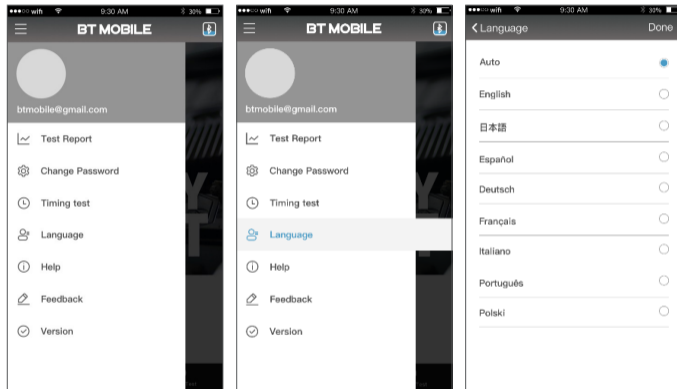 wifi 9:30 AM 30%
BT MOBILE
btmobile@gmail.com
Test Report
Change Password
Timing test
Language
Help
Feedback
Version
wifi 9:30 AM 30%
BT MOBILE
btmobile@gmail.com
Test Report
Change Password
Timing test
Language
Help
Feedback
Version
wifi 9:30 AM 30%
Language Done
Auto
English
日本語
Español
Deutsch
Français
Italiano
Português
Polski